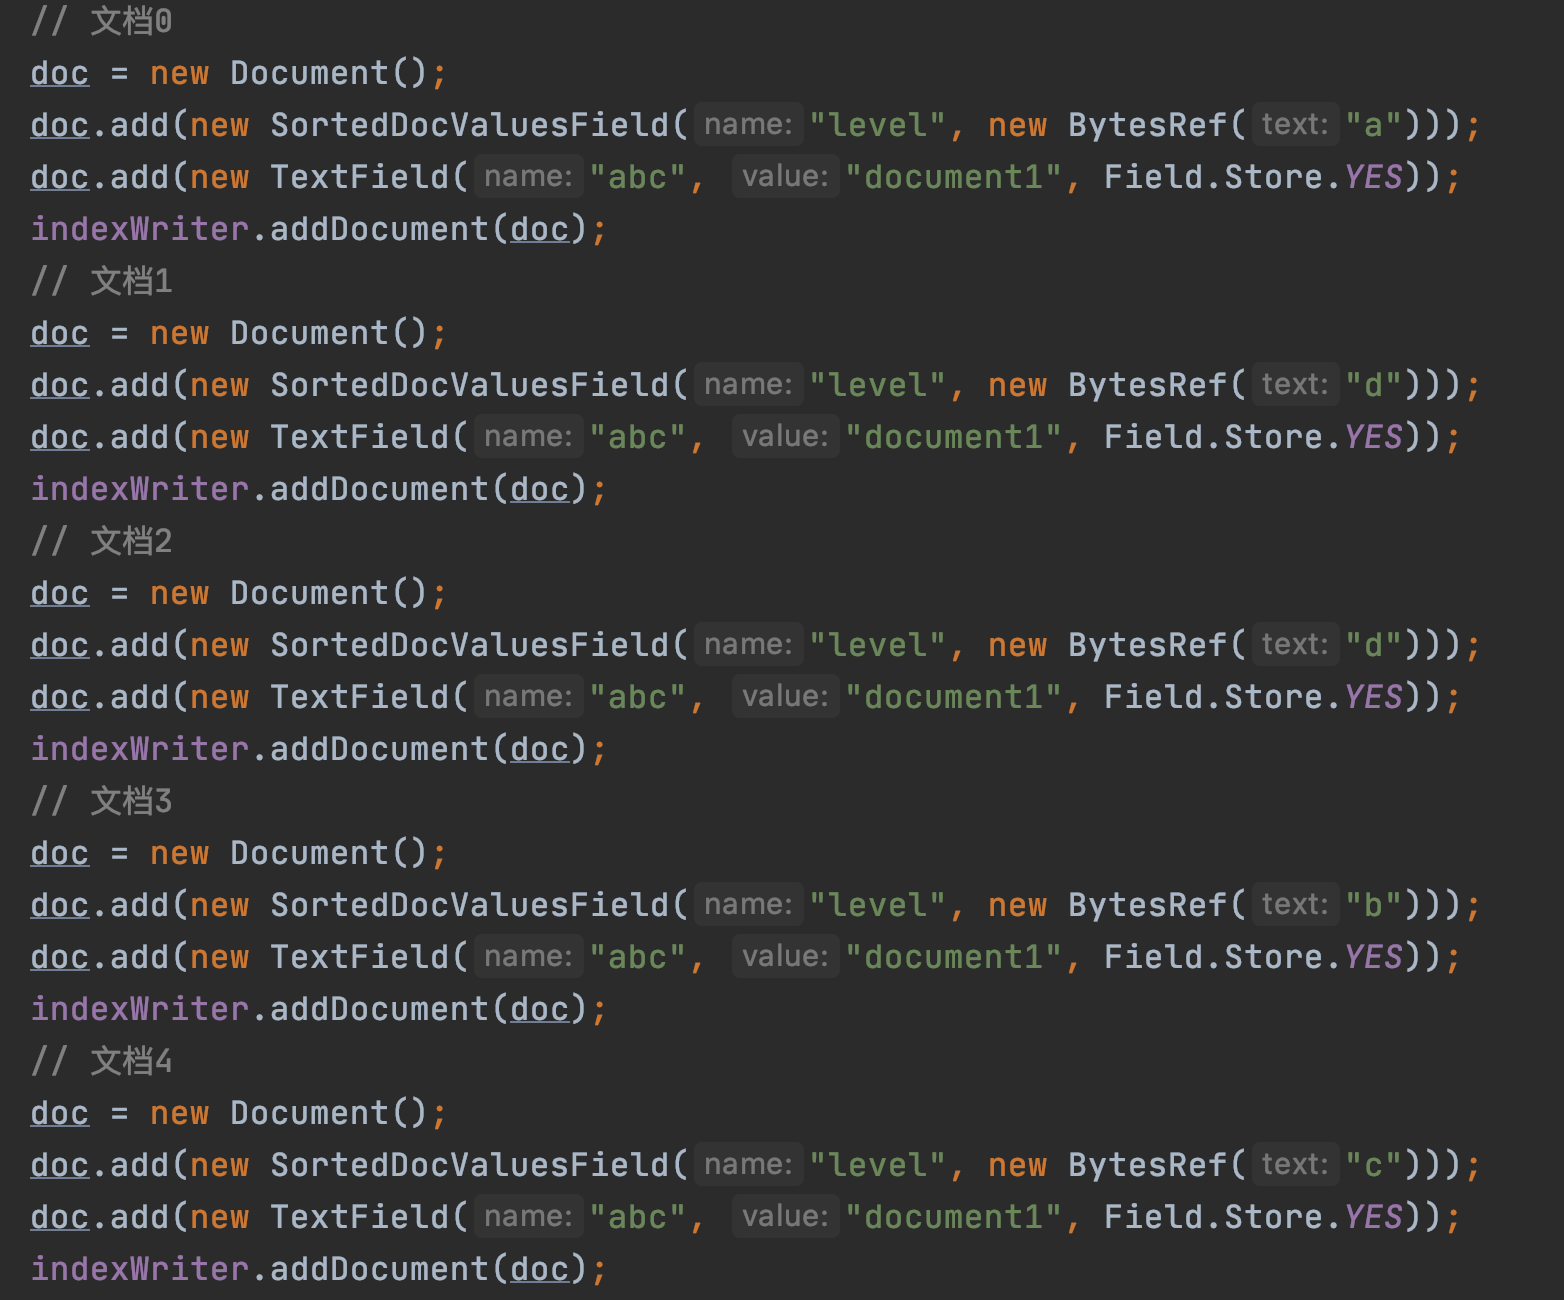 // 文档0
doc = new Document();
doc.add(new SortedDocValuesField( name: "level", new BytesRef( text: "a")));
doc.add(new TextField( name: "abc", value: "document1", Field.Store.YES));
indexWriter.addDocument(doc);
// 文档1
doc = new Document();
doc.add(new SortedDocValuesField( name: "level", new BytesRef( text: "d")));
doc.add(new TextField( name: "abc", value: "document1", Field.Store.YES));
indexWriter.addDocument(doc);
// 文档2
doc = new Document();
doc.add(new SortedDocValuesField( name: "level", new BytesRef( text: "d")));
doc.add(new TextField( name: "abc", value: "document1", Field.Store.YES));
indexWriter.addDocument(doc);
// 文档3
doc = new Document();
doc.add(new SortedDocValuesField( name: "level", new BytesRef( text: "b")));
doc.add(new TextField( name: "abc", value: "document1", Field.Store.YES));
indexWriter.addDocument(doc);
// 文档4
doc = new Document();
doc.add(new SortedDocValuesField( name: "level", new BytesRef( text: "c")));
doc.add(new TextField( name: "abc", value: "document1", Field.Store.YES));
indexWriter.addDocument(doc);